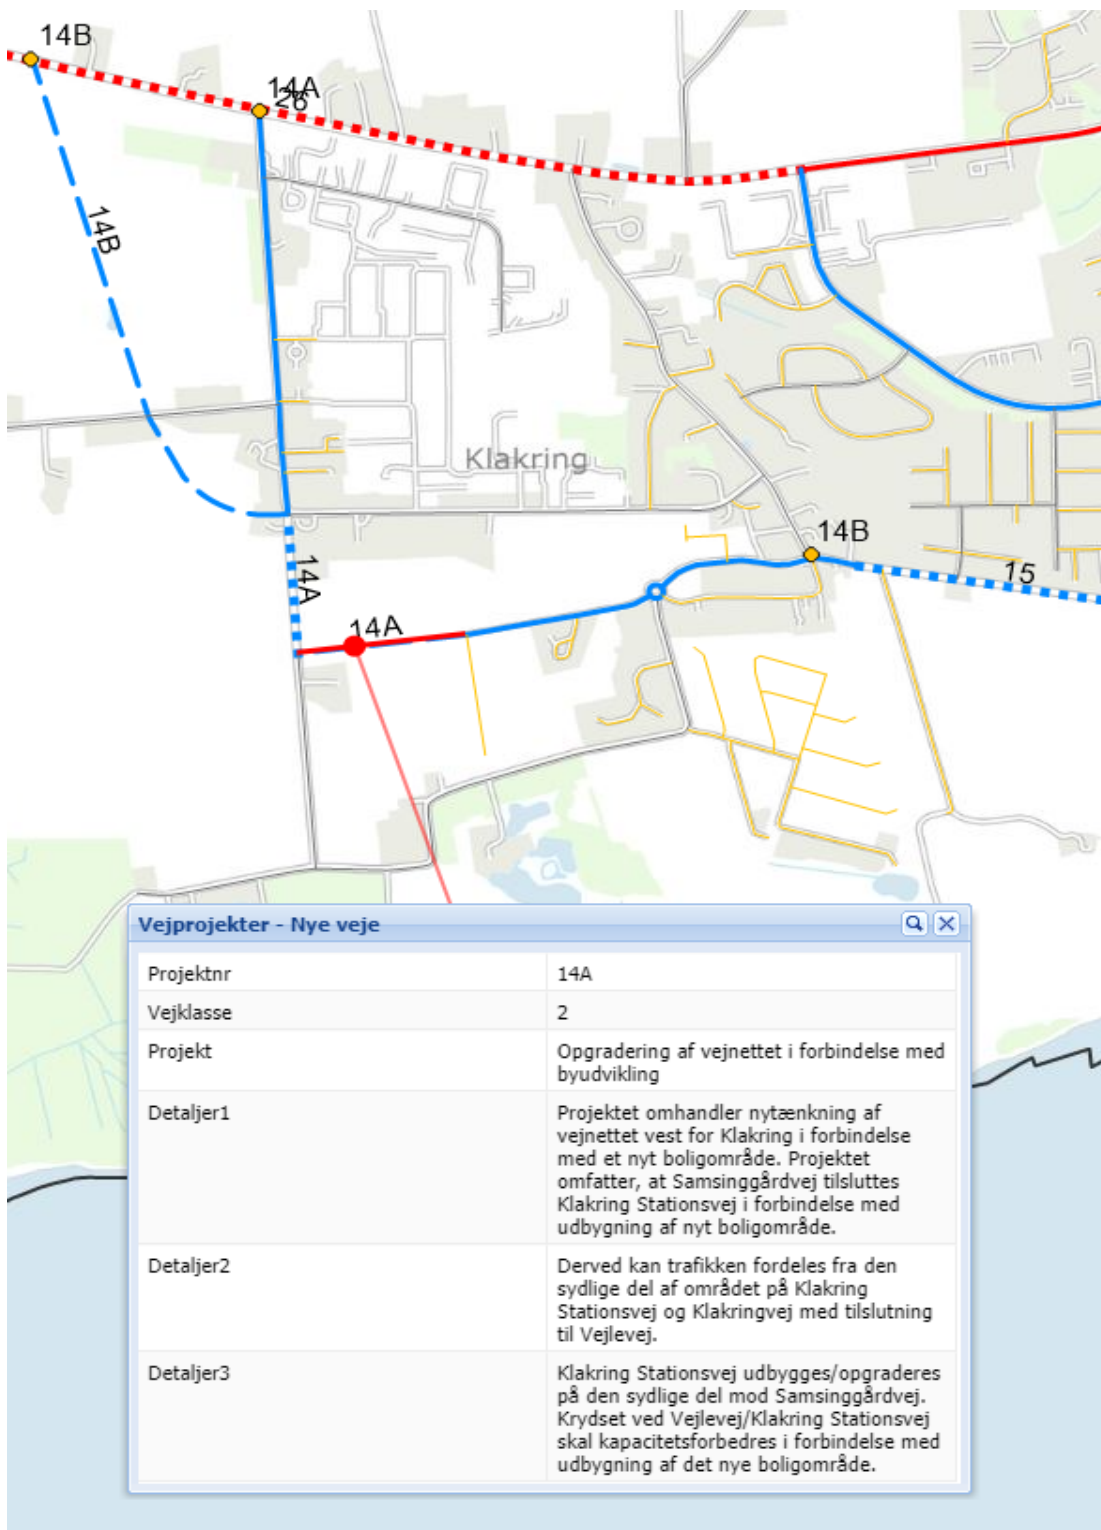 14B
14A
26
14B
Klakring
14B
14A
15
14A
Vejprojekter - Nye veje
Projektnr 14A
Vejklasse 2
Projekt Opgradering af vejnettet i forbindelse med
byudvikling
Detaljer1 Projektet omhandler nytænkning af
vejnettet vest for Klakring i forbindelse
med et nyt boligområde. Projektet
omfatter, at Samsinggårdvej tilsluttes
Klakring Stationsvej i forbindelse med
udbygning af nyt boligområde.
Detaljer2 Derved kan trafikken fordeles fra den
sydlige del af området på Klakring
Stationsvej og Klakringvej med tilslutning
til Vejlevej.
Detaljer3 Klakring Stationsvej udbygges/opgraderes
på den sydlige del mod Samsinggårdvej.
Krydset ved Vejlevej/Klakring Stationsvej
skal kapacitetsforbedres i forbindelse med
udbygning af det nye boligområde.